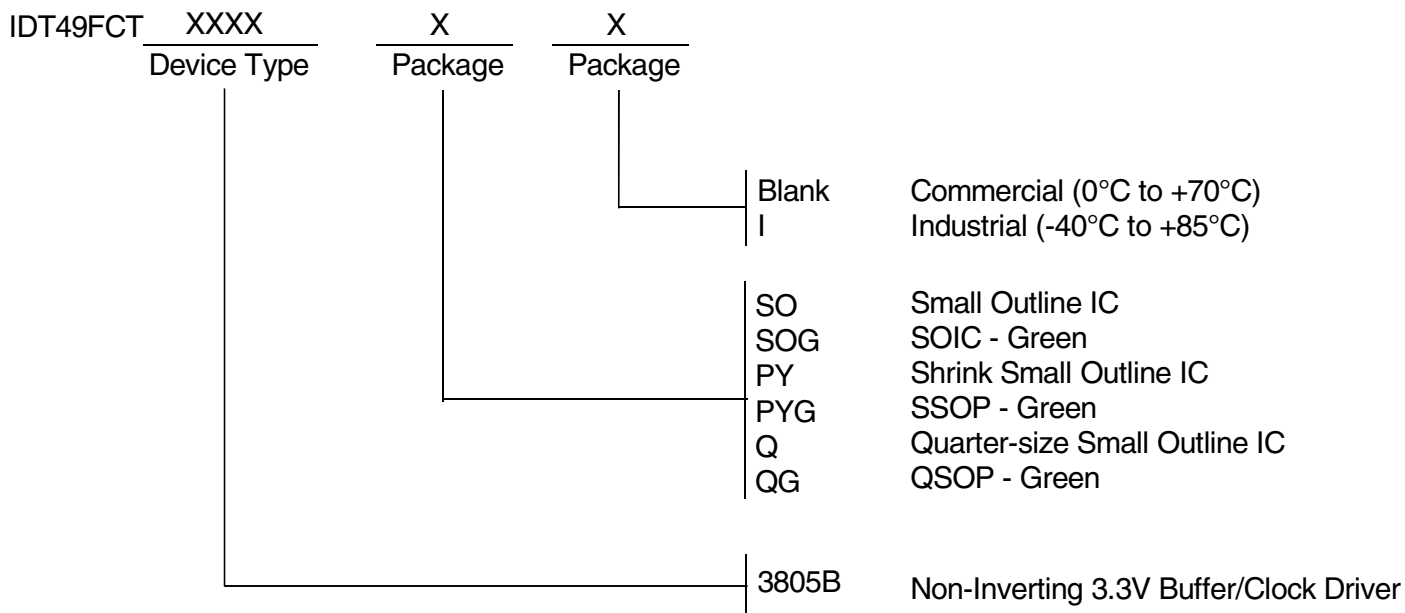 IDT49FCT XXXX X X
Device Type Package Package
Blank Commercial (0°C to +70°C)
I Industrial (-40°C to +85°C)
SO Small Outline IC
SOG SOIC - Green
PY Shrink Small Outline IC
PYG SSOP - Green
Q Quarter-size Small Outline IC
QG QSOP - Green
3805B Non-Inverting 3.3V Buffer/Clock Driver